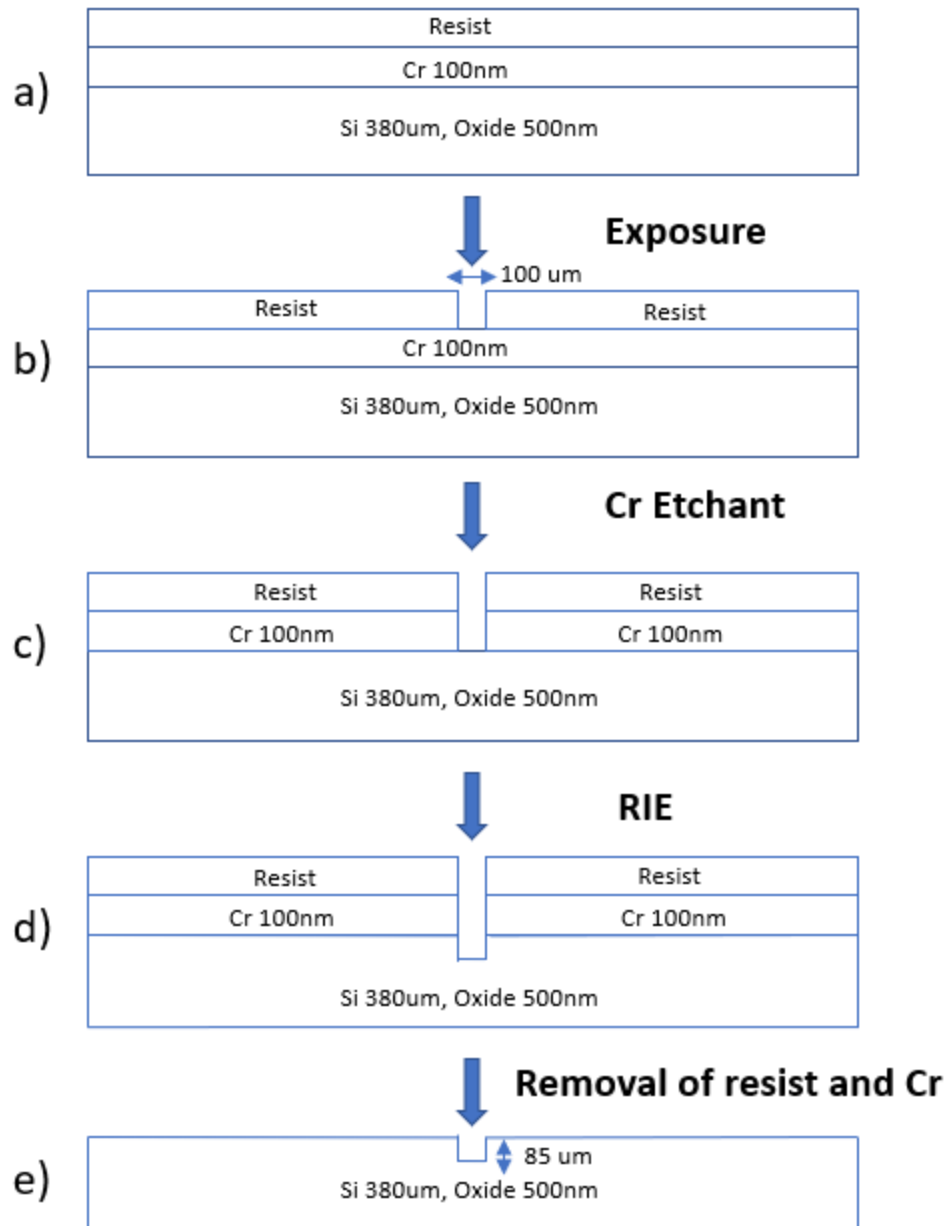 Resist
Cr 100nm
a)
Si 380um, Oxide 500nm
Exposure
100 um
Resist Resist
Cr 100nm
b)
Si 380um, Oxide 500nm
Cr Etchant
Resist Resist
Cr 100nm Cr 100nm
c)
Si 380um, Oxide 500nm
RIE
Resist Resist
Cr 100nm Cr 100nm
d)
Si 380um, Oxide 500nm
Removal of resist and Cr
85 um
e)
Si 380um, Oxide 500nm